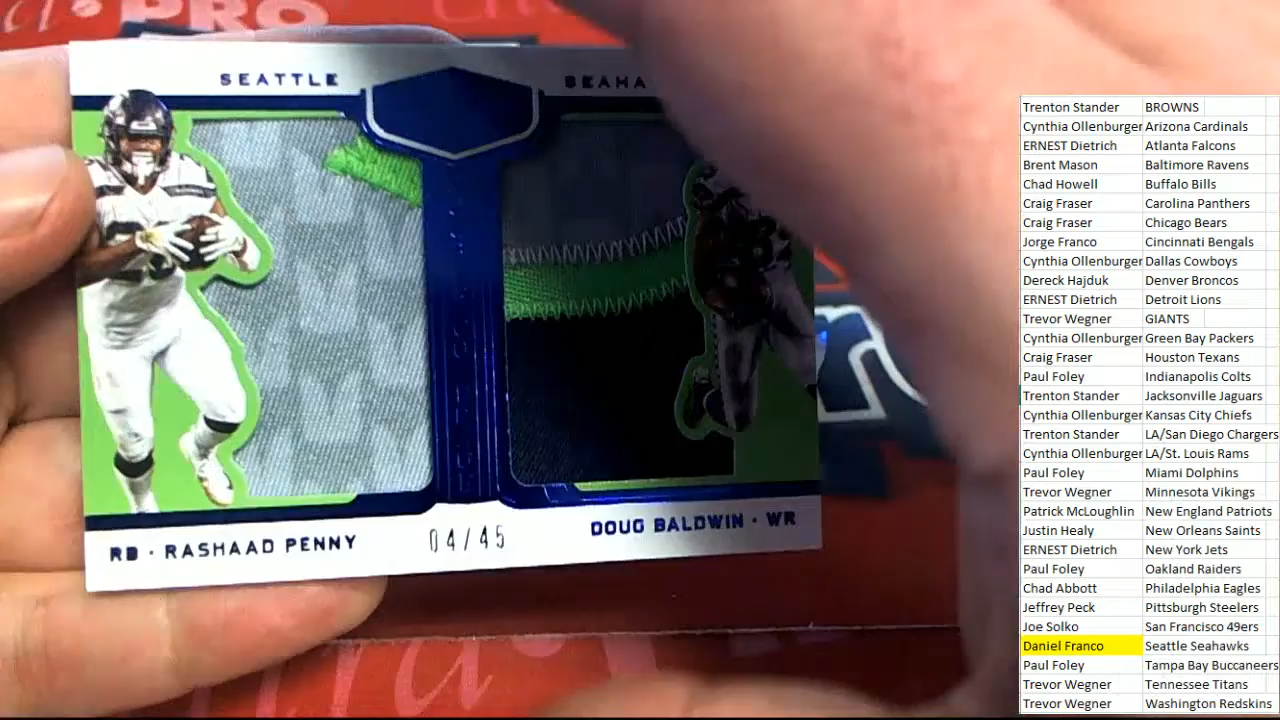 PRO
SEATTLE
SEAHA
RB · RASHAAD PENNY
04/45
DOUG BALDWIN · WR
Trenton Stander BROWNS
Cynthia Ollenburger Arizona Cardinals
ERNEST Dietrich Atlanta Falcons
Brent Mason Baltimore Ravens
Chad Howell Buffalo Bills
Craig Fraser Carolina Panthers
Craig Fraser Chicago Bears
Jorge Franco Cincinnati Bengals
Cynthia Ollenburger Dallas Cowboys
Dereck Hajduk Denver Broncos
ERNEST Dietrich Detroit Lions
Trevor Wegner GIANTS
Cynthia Ollenburger Green Bay Packers
Craig Fraser Houston Texans
Paul Foley Indianapolis Colts
Trenton Stander Jacksonville Jaguars
Cynthia Ollenburger Kansas City Chiefs
Trenton Stander LA/San Diego Chargers
Cynthia Ollenburger LA/St. Louis Rams
Paul Foley Miami Dolphins
Trevor Wegner Minnesota Vikings
Patrick McLoughlin New England Patriots
Justin Healy New Orleans Saints
ERNEST Dietrich New York Jets
Paul Foley Oakland Raiders
Chad Abbott Philadelphia Eagles
Jeffrey Peck Pittsburgh Steelers
Joe Solko San Francisco 49ers
Daniel Franco Seattle Seahawks
Paul Foley Tampa Bay Buccaneers
Trevor Wegner Tennessee Titans
Trevor Wegner Washington Redskins